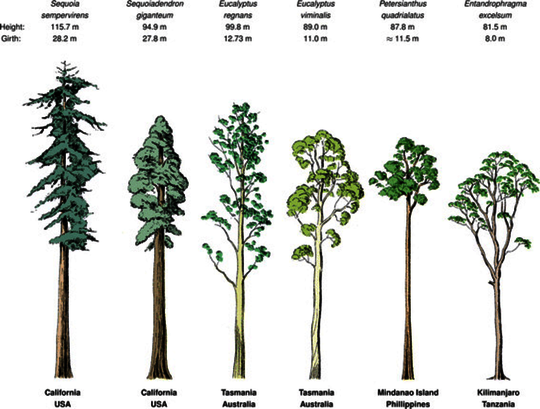 Sequoia Sequoiadendron Eucalyptus Eucalyptus Petersianthus Entandrophragma
sempervirens giganteum regnans viminalis quadrialatus excelsum
Height: 115.7 m 94.9 m 99.8 m 89.0 m 87.8 m 81.5 m
Girth: 28.2 m 27.8 m 12.73 m 11.0 m ≈ 11.5 m 8.0 m
California California Tasmania Tasmania Mindanao Island Kilimanjaro
USA USA Australia Australia Phillippines Tanzania